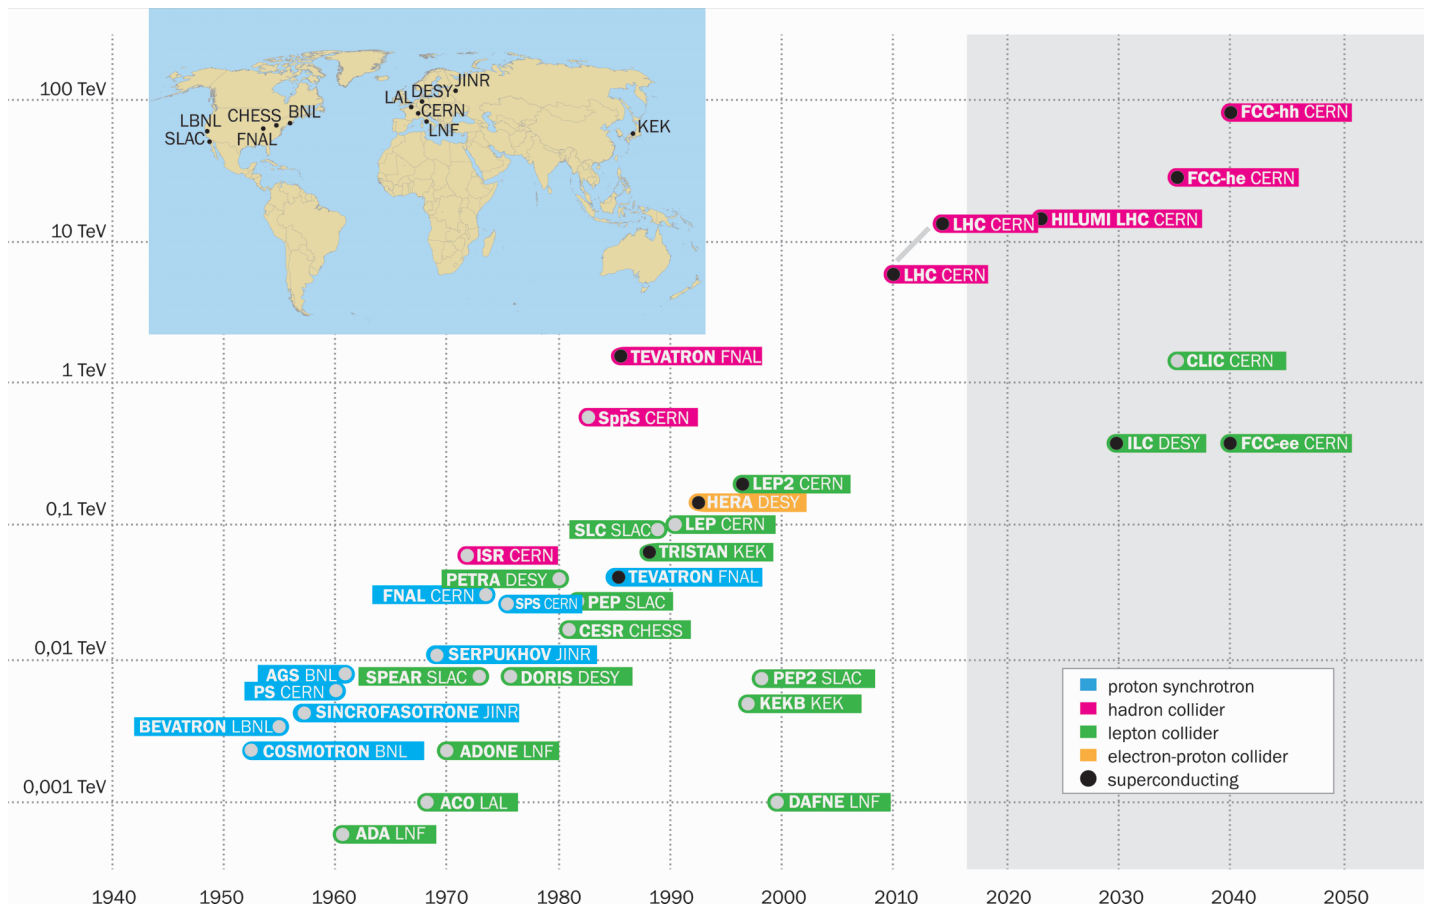 JINR
DESY
LAL
CERN
LNF
KEK
BNL
CHESS
LBNL
FNAL
SLAC
100 TeV
FCC-hh CERN
FCC-he CERN
HILUMI LHC CERN
LHC CERN
10 TeV
LHC CERN
TEVATRON FNAL
CLIC CERN
1 TeV
Spp̄S CERN
ILC DESY
FCC-ee CERN
LEP2 CERN
HERA DESY
0,1 TeV
SLC SLAC
LEP CERN
ISR CERN
TRISTAN KEK
PETRA DESY
TEVATRON FNAL
FNAL CERN
SPS CERN
PEP SLAC
CESR CHESS
0,01 TeV
SERPUKHOV JINR
AGS BNL
SPEAR SLAC
DORIS DESY
PEP2 SLAC
PS CERN
KEKB KEK
SINCROFASOTRONE JINR
BEVATRON LBNL
COSMOTRON BNL
ADONE LNF
0,001 TeV
ACO LAL
DAFNE LNF
ADA LNF
proton synchrotron
hadron collider
lepton collider
electron-proton collider
superconducting
1940 1950 1960 1970 1980 1990 2000 2010 2020 2030 2040 2050